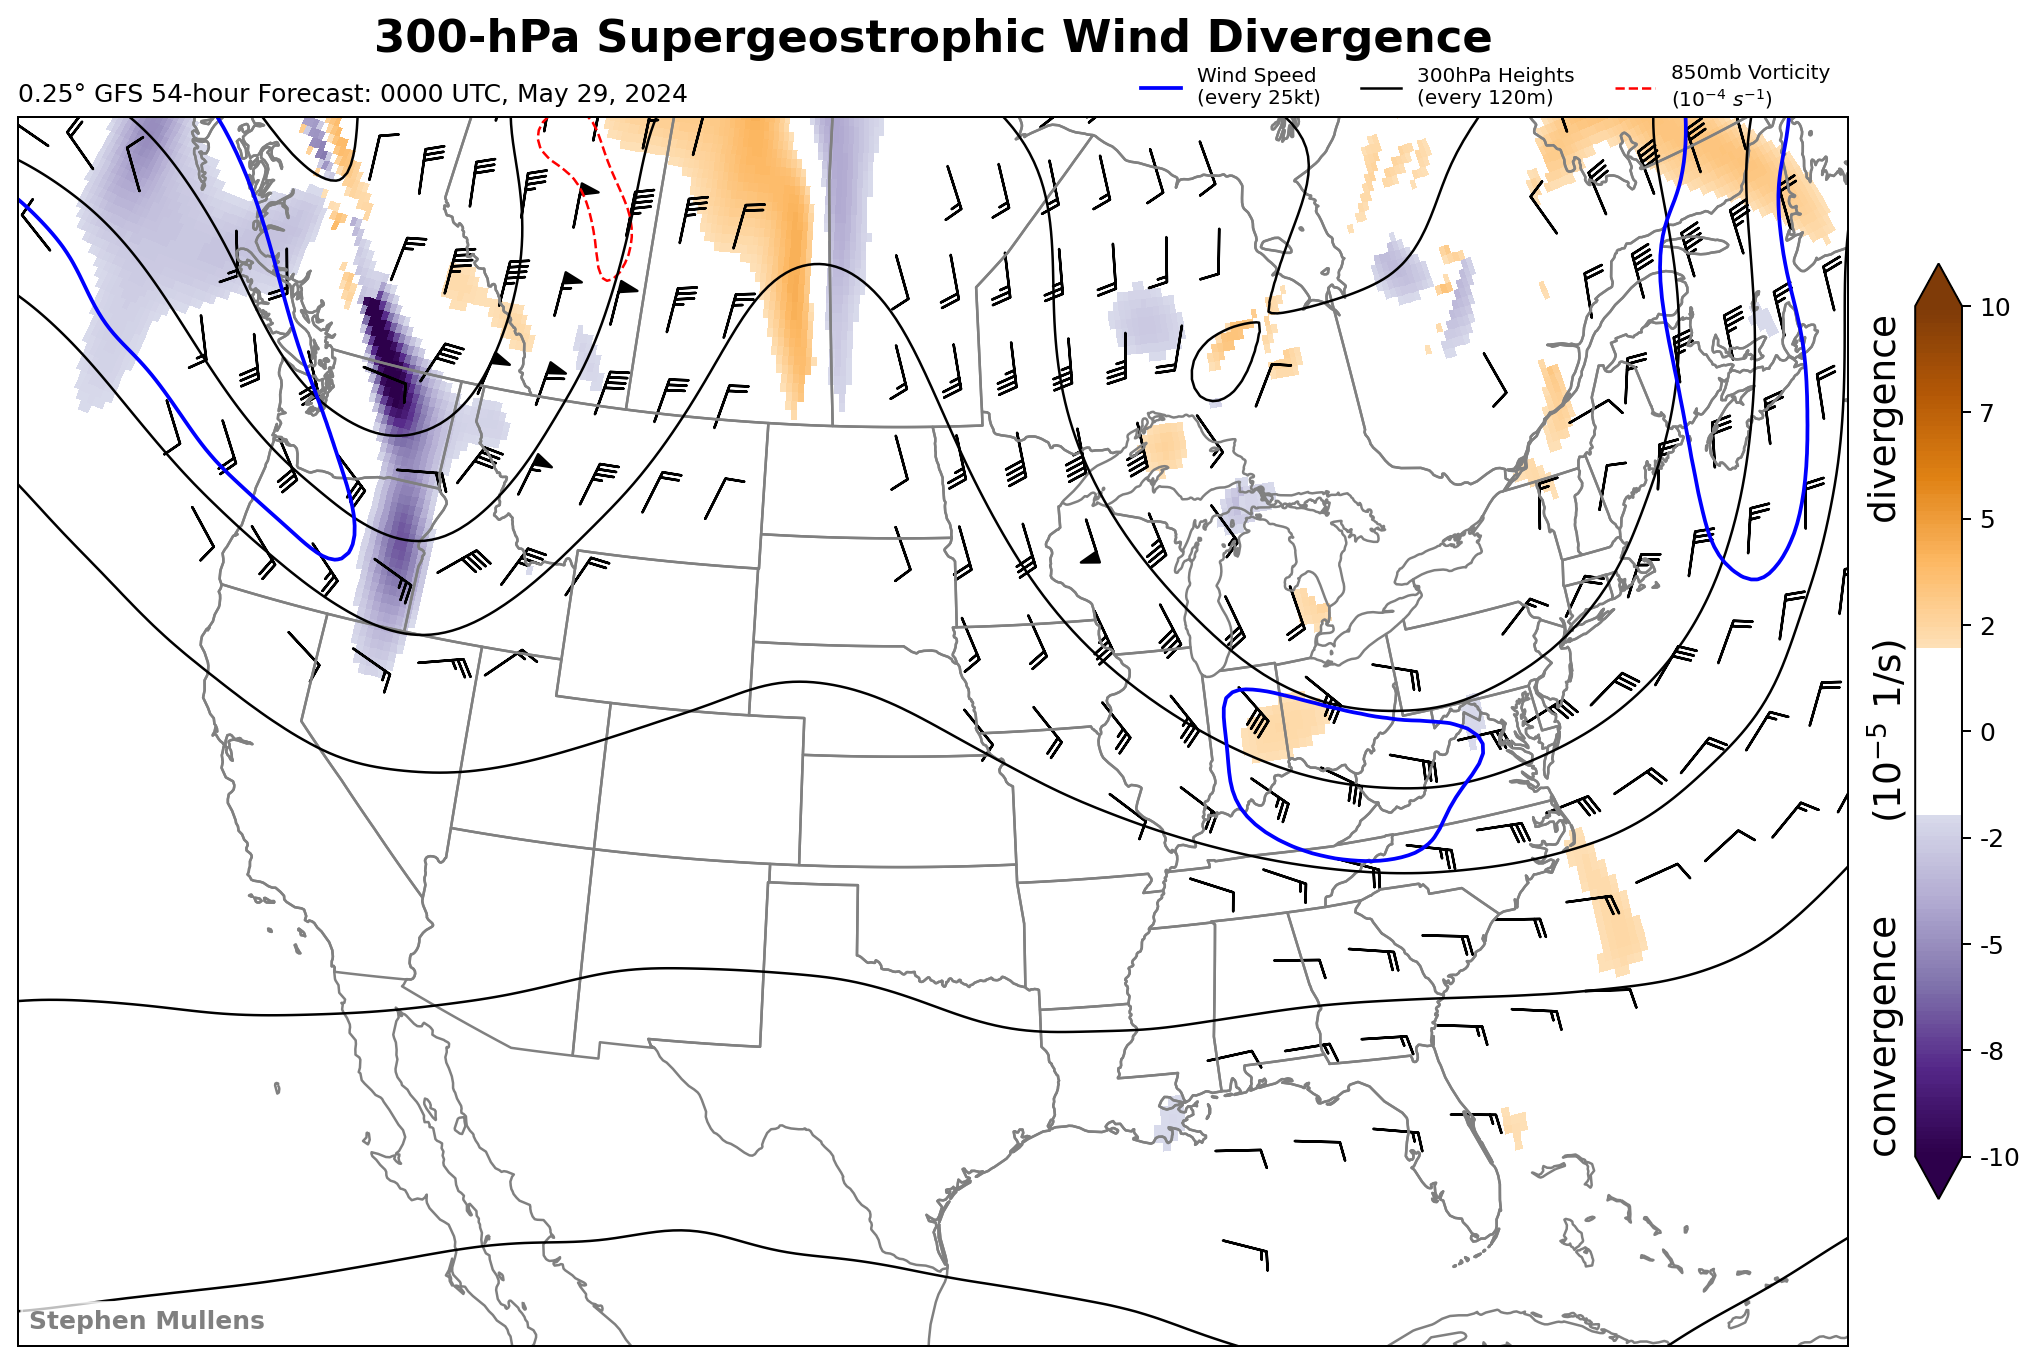 300-hPa Supergeostrophic Wind Divergence
0.25° GFS 54-hour Forecast: 0000 UTC, May 29, 2024
Wind Speed
(every 25kt)
300hPa Heights
(every 120m)
850mb Vorticity
(10⁻⁴ s⁻¹)
10
7
5
2
0
-2
-5
-8
-10
convergence (10⁻⁵ 1/s) divergence
Stephen Mullens